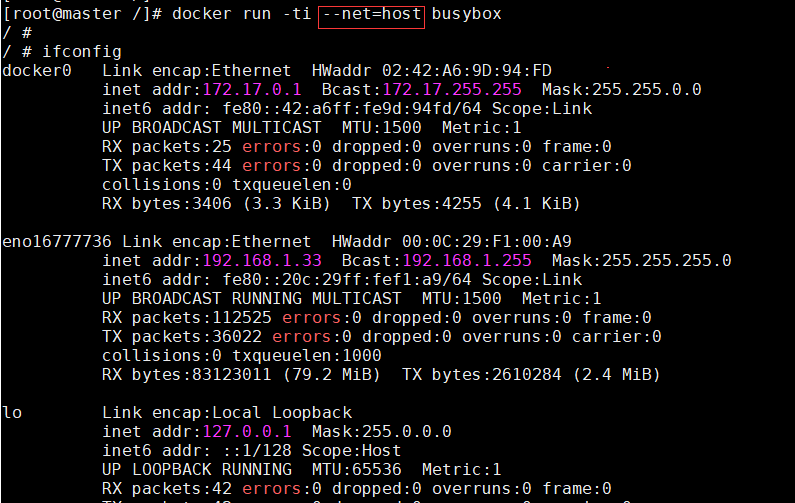 [root@master /]# docker run -ti --net=host busybox
/ #
/ # ifconfig
docker0   Link encap:Ethernet  HWaddr 02:42:A6:9D:94:FD
          inet addr:172.17.0.1  Bcast:172.17.255.255  Mask:255.255.0.0
          inet6 addr: fe80::42:a6ff:fe9d:94fd/64 Scope:Link
          UP BROADCAST MULTICAST  MTU:1500  Metric:1
          RX packets:25 errors:0 dropped:0 overruns:0 frame:0
          TX packets:44 errors:0 dropped:0 overruns:0 carrier:0
          collisions:0 txqueuelen:0
          RX bytes:3406 (3.3 KiB)  TX bytes:4255 (4.1 KiB)
eno16777736 Link encap:Ethernet  HWaddr 00:0C:29:F1:00:A9
          inet addr:192.168.1.33  Bcast:192.168.1.255  Mask:255.255.255.0
          inet6 addr: fe80::20c:29ff:fef1:a9/64 Scope:Link
          UP BROADCAST RUNNING MULTICAST  MTU:1500  Metric:1
          RX packets:112525 errors:0 dropped:0 overruns:0 frame:0
          TX packets:36022 errors:0 dropped:0 overruns:0 carrier:0
          collisions:0 txqueuelen:1000
          RX bytes:83123011 (79.2 MiB)  TX bytes:2610284 (2.4 MiB)
lo        Link encap:Local Loopback
          inet addr:127.0.0.1  Mask:255.0.0.0
          inet6 addr: ::1/128 Scope:Host
          UP LOOPBACK RUNNING  MTU:65536  Metric:1
          RX packets:42 errors:0 dropped:0 overruns:0 frame:0